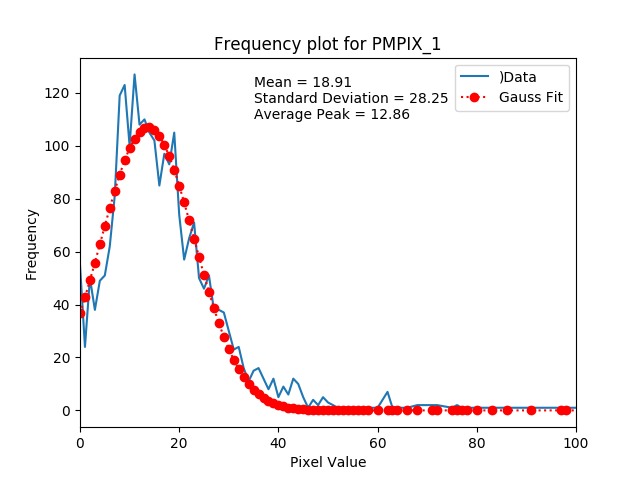 Frequency plot for PMPIX_1
Mean = 18.91
Standard Deviation = 28.25
Average Peak = 12.86
)Data
Gauss Fit
Frequency
120
100
80
60
40
20
0
0 20 40 60 80 100
Pixel Value